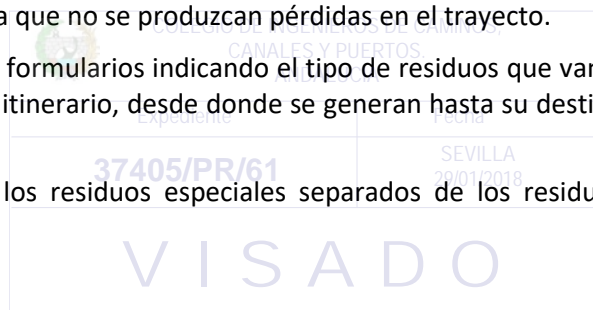 a que no se produzcan pérdidas en el trayecto.
COLEGIO DE INGENIEROS DE CAMINOS,
CANALES Y PUERTOS.
ANDALUCÍA
formularios indicando el tipo de residuos que var
itinerario, desde donde se generan hasta su desti
Expediente Fecha
37405/PR/61 SEVILLA
29/01/2018
los residuos especiales separados de los residu
VISADO